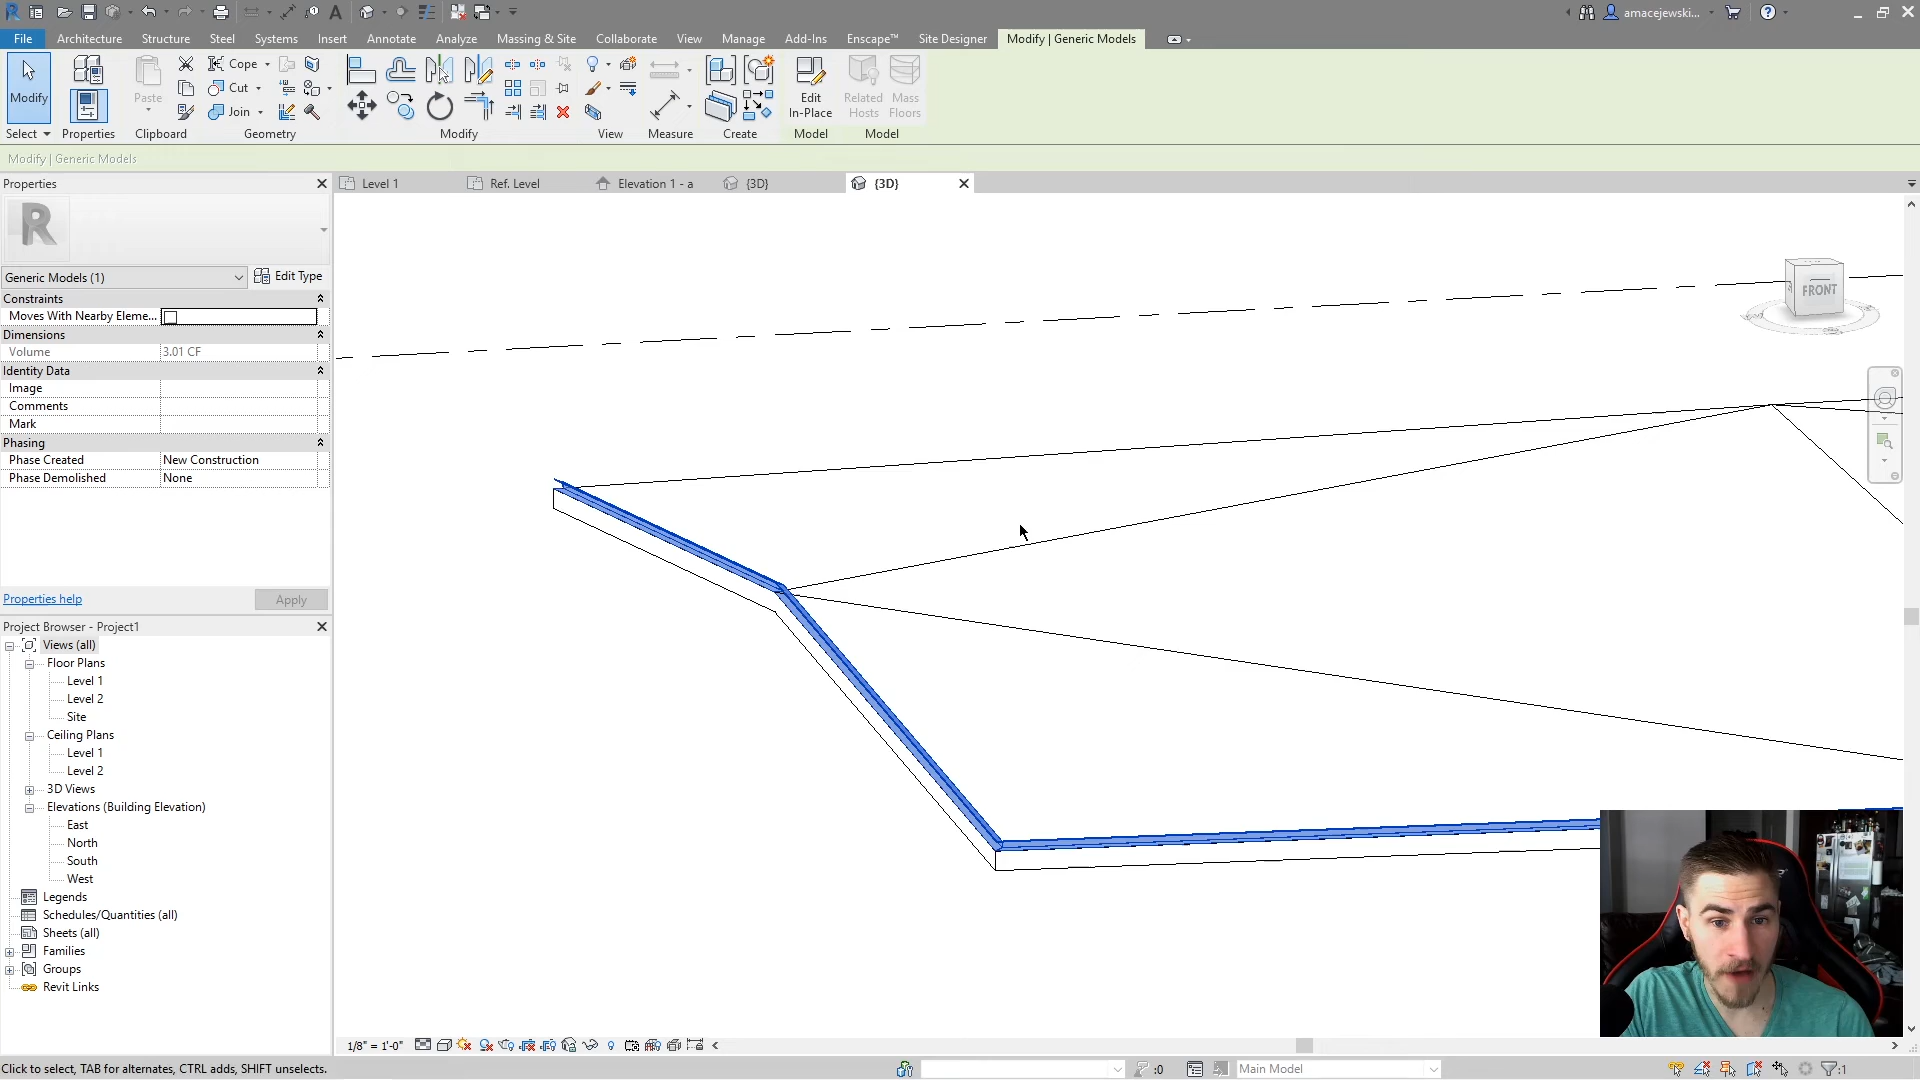 amacejewski...
File Architecture Structure Steel Systems Insert Annotate Analyze Massing & Site Collaborate View Manage Add-Ins Enscape™ Site Designer Modify | Generic Models
Modify
Paste
Cope
Cut
Join
Edit
In-Place
Related
Hosts
Mass
Floors
Select Properties Clipboard Geometry Modify View Measure Create Model Model
Modify | Generic Models
Properties
Level 1 Ref. Level Elevation 1 - a {3D} {3D}
R
Generic Models (1) Edit Type
Constraints
Moves With Nearby Eleme...
Dimensions
Volume 3.01 CF
Identity Data
Image
Comments
Mark
Phasing
Phase Created New Construction
Phase Demolished None
Properties help Apply
Project Browser - Project1
Views (all)
Floor Plans
Level 1
Level 2
Site
Ceiling Plans
Level 1
Level 2
3D Views
Elevations (Building Elevation)
East
North
South
West
Legends
Schedules/Quantities (all)
Sheets (all)
Families
Groups
Revit Links
FRONT
1/8" = 1'-0"
Click to select, TAB for alternates, CTRL adds, SHIFT unselects.
:0
Main Model
:1